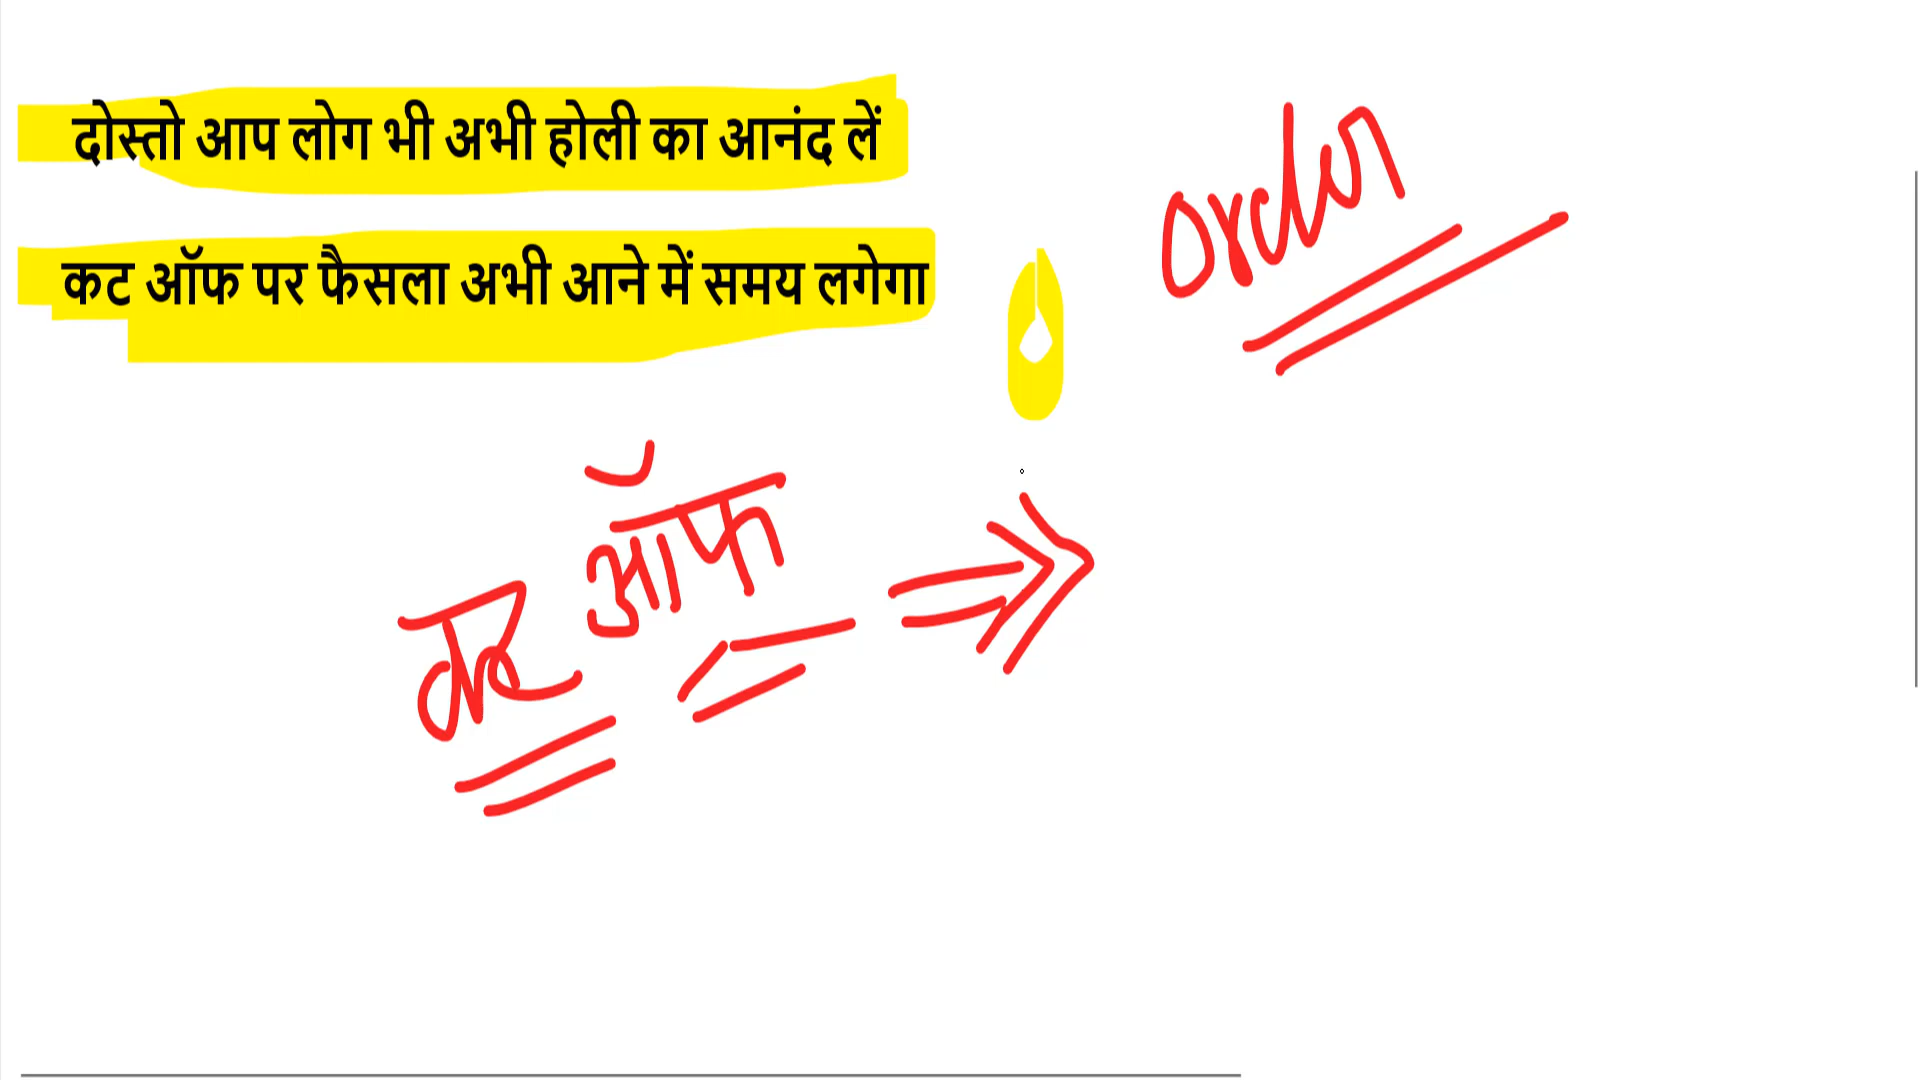 दोस्तो आप लोग भी अभी होली का आनंद लें
कट ऑफ पर फैसला अभी आने में समय लगेगा
order
कट ऑफ